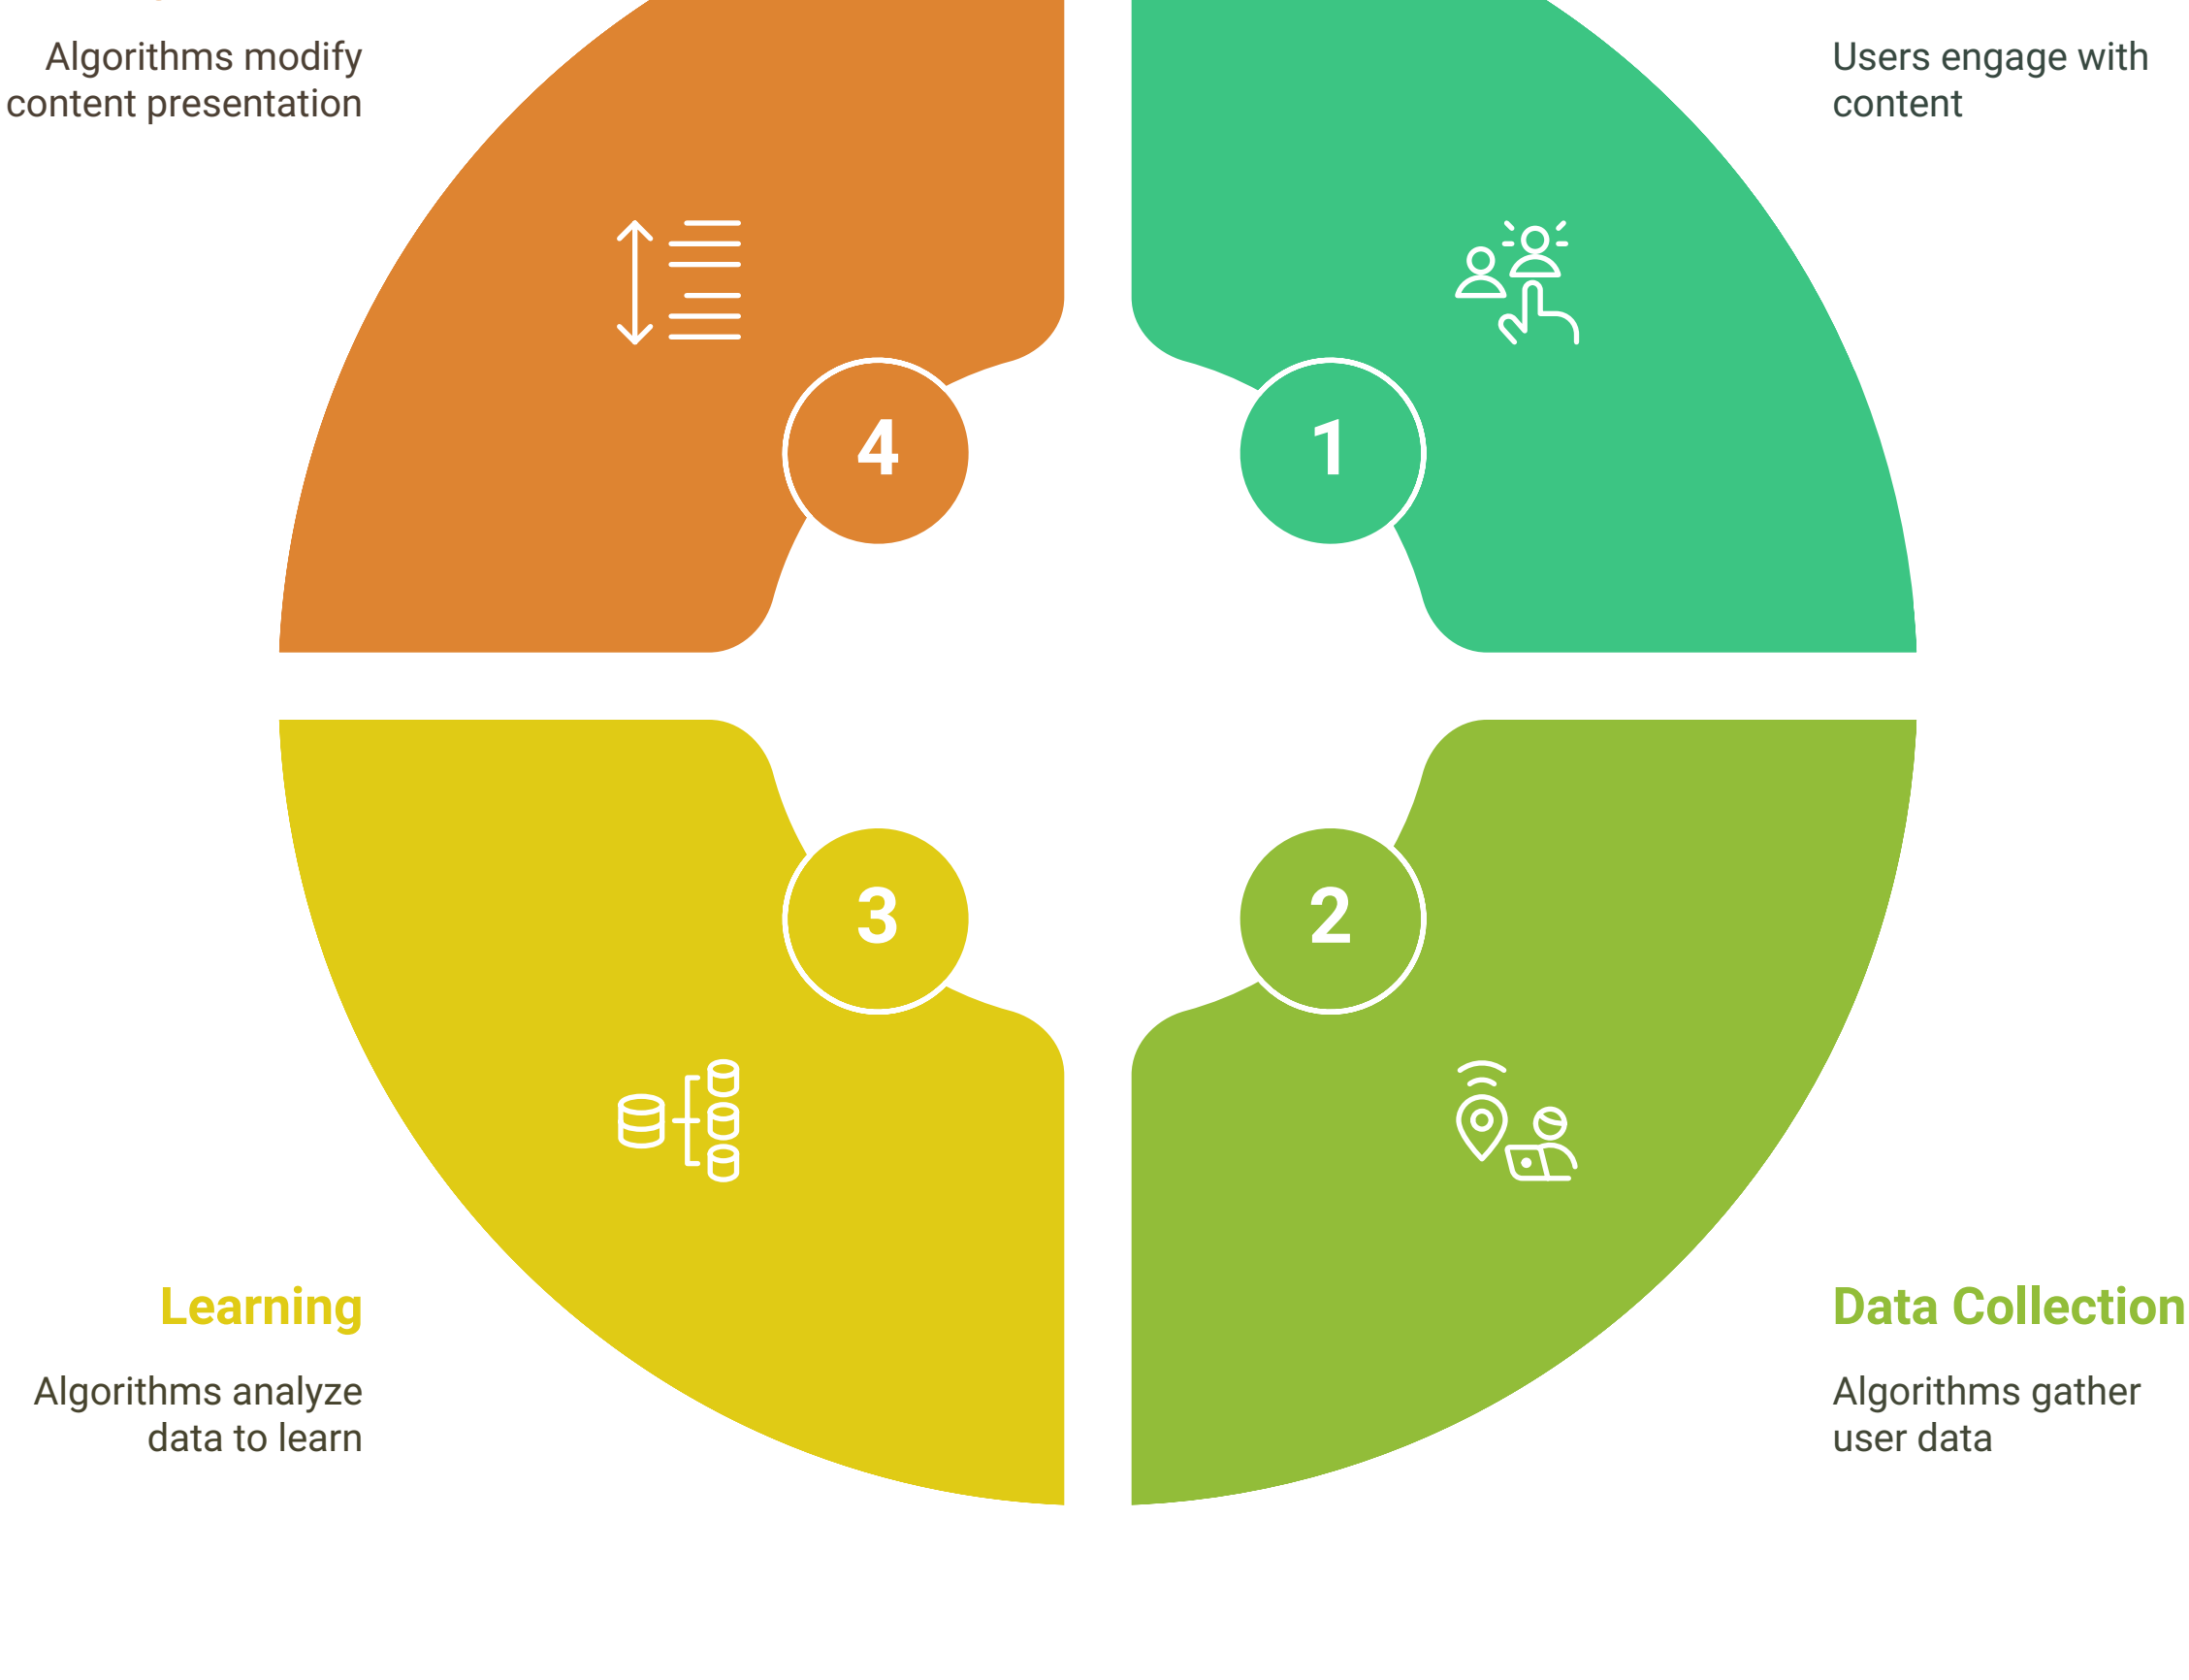 Algorithms modify
content presentation
Users engage with
content
4
1
3
2
Learning
Algorithms analyze
data to learn
Data Collection
Algorithms gather
user data